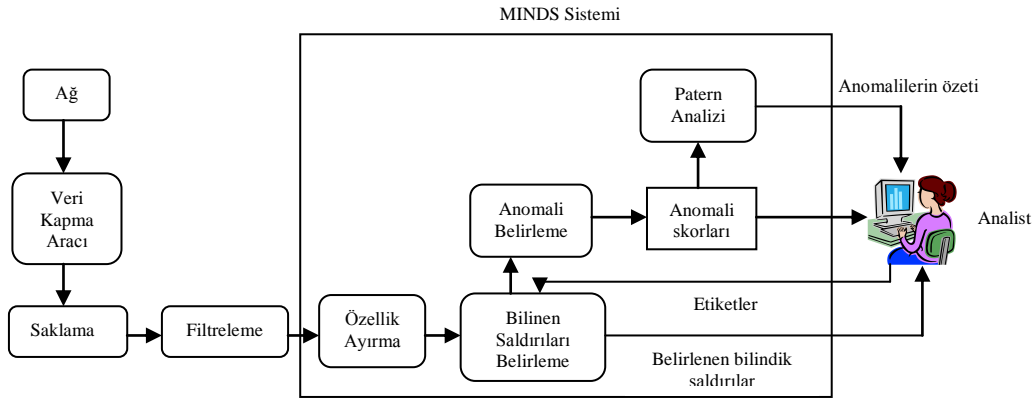 MINDS Sistemi
Ağ
Veri
Kapma
Aracı
Saklama
Filtreleme
Özellik
Ayırma
Bilinen
Saldırıları
Belirleme
Anomali
Belirleme
Anomali
skorları
Patern
Analizi
Anomalilerin özeti
Analist
Etiketler
Belirlenen bilindik
saldırılar